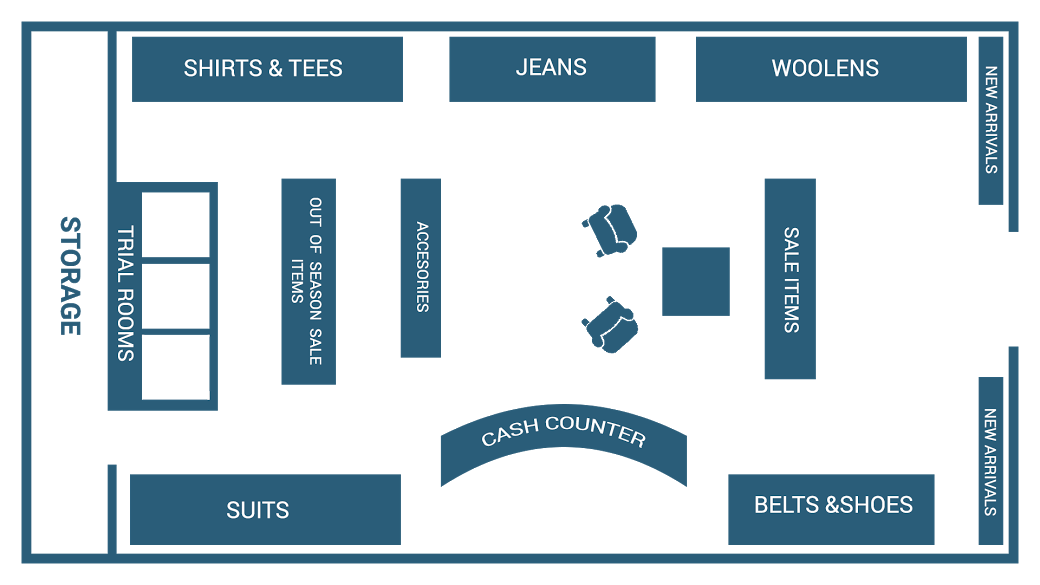 SHIRTS & TEES
JEANS
WOOLENS
NEW ARRIVALS
STORAGE
TRIAL ROOMS
OUT OF SEASON SALE
ITEMS
ACCESORIES
SALE ITEMS
CASH COUNTER
NEW ARRIVALS
SUITS
BELTS &SHOES